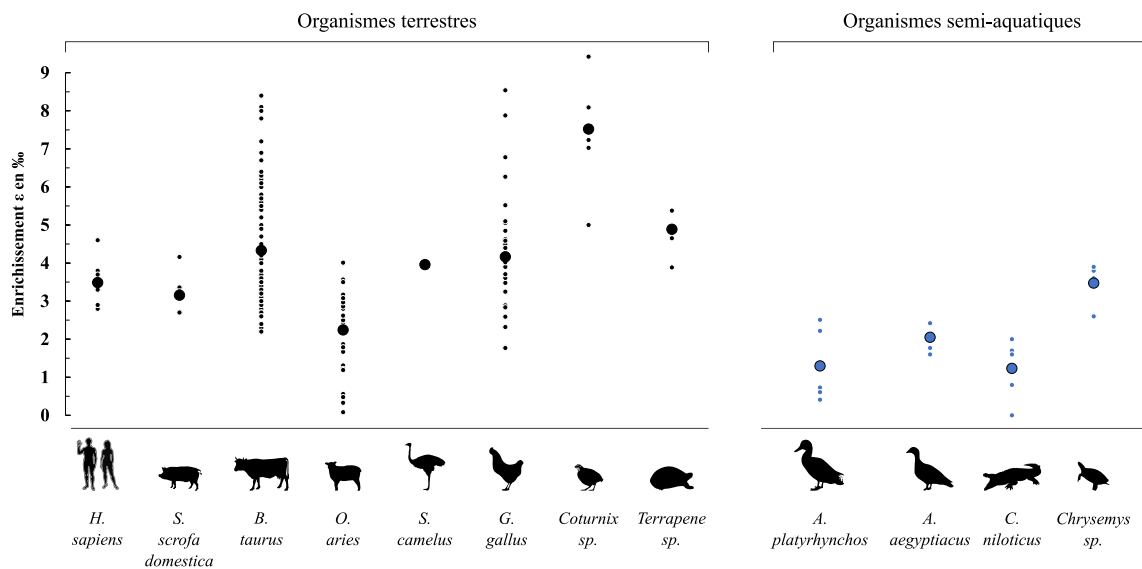 Organismes terrestres
Organismes semi-aquatiques
Enrichissement ε en ‰
9
8
7
6
5
4
3
2
1
0
H.
sapiens
S.
scrofa
domestica
B.
taurus
O.
aries
S.
camelus
G.
gallus
Coturnix
sp.
Terrapene
sp.
A.
platyrhynchos
A.
aegyptiacus
C.
niloticus
Chrysemys
sp.